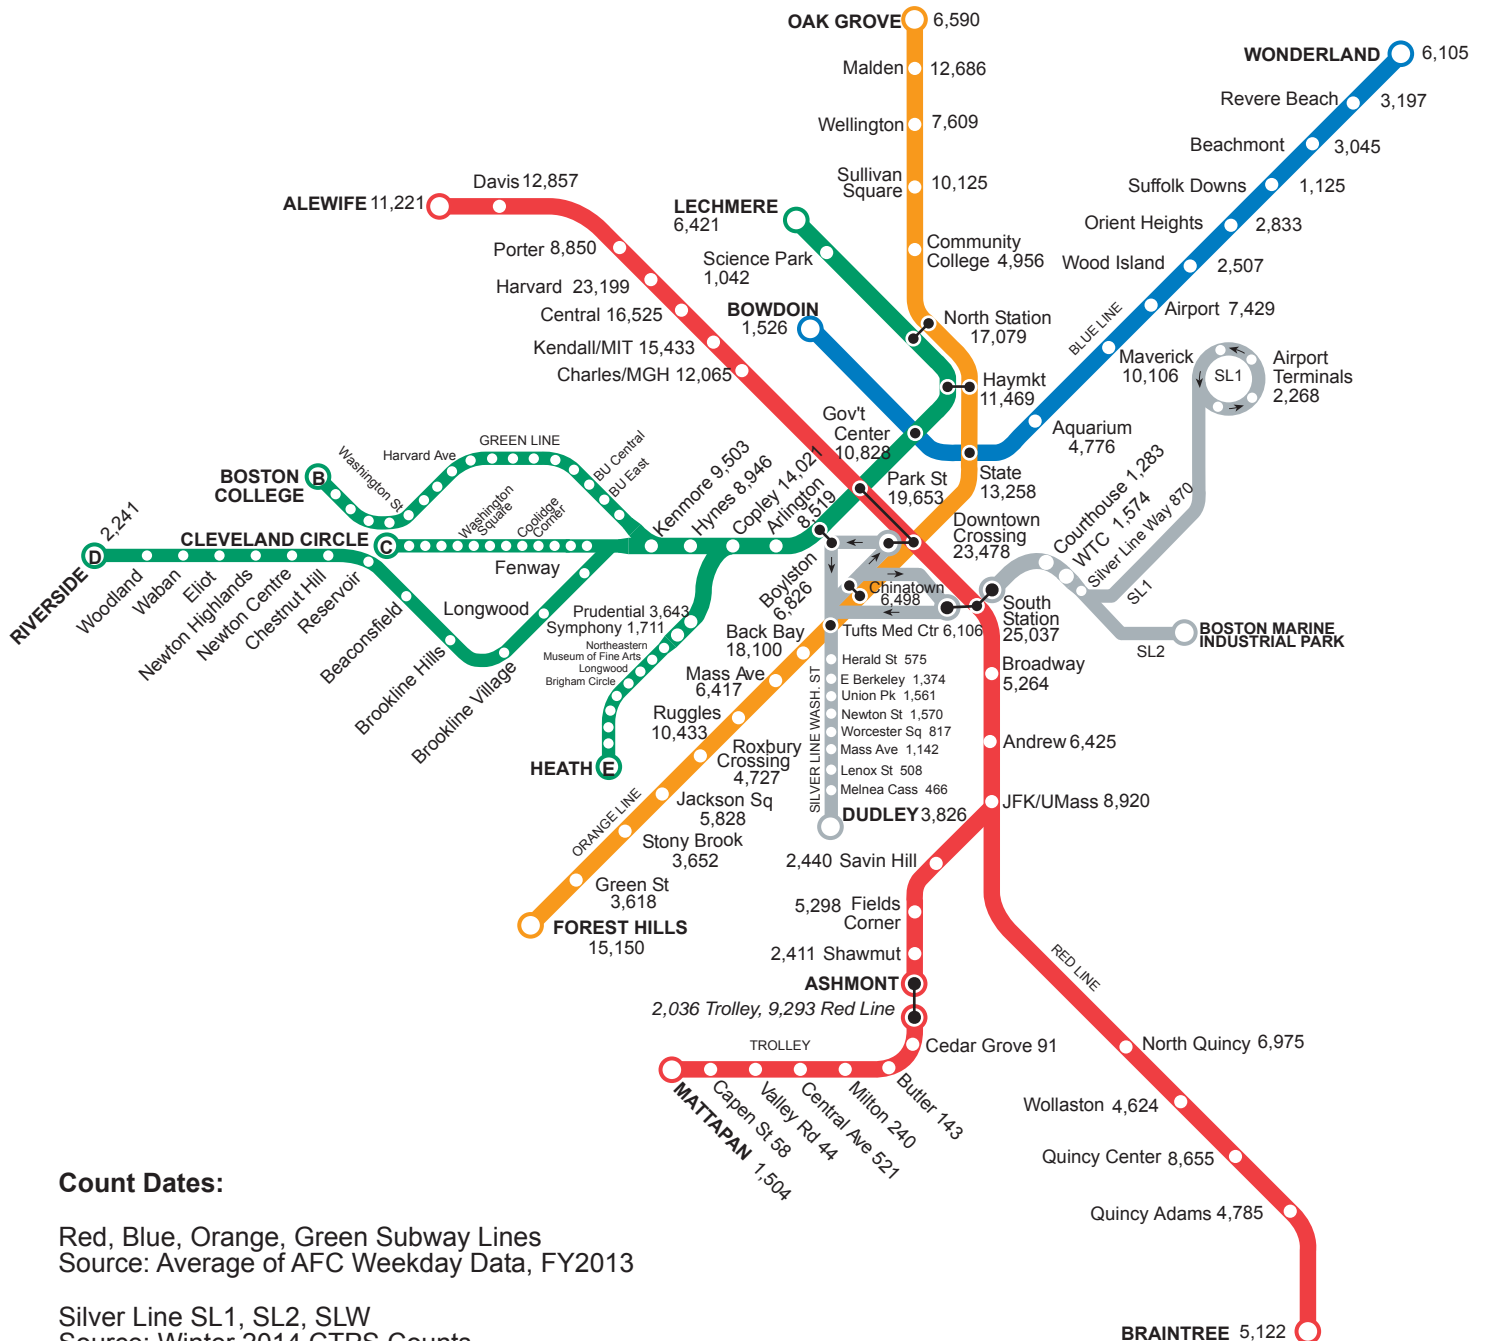 OAK GROVE 6,590
Malden 12,686
Wellington 7,609
Sullivan
Square 10,125
Community
College 4,956
North Station
17,079
Haymkt
11,469
WONDERLAND 6,105
Revere Beach 3,197
Beachmont 3,045
Suffolk Downs 1,125
Orient Heights 2,833
Wood Island 2,507
Airport 7,429
BLUE LINE
Maverick
10,106
Aquarium
4,776
State
13,258
BOWDOIN
1,526
LECHMERE
6,421
Science Park
1,042
Gov't
Center
10,828
ALEWIFE 11,221
Davis 12,857
Porter 8,850
Harvard 23,199
Central 16,525
Kendall/MIT 15,433
Charles/MGH 12,065
Park St
19,653
Downtown
Crossing
23,478
SL1
Airport
Terminals
2,268
Courthouse 1,283
WTC 1,574
Silver Line Way 870
SL1
SL2
BOSTON MARINE
INDUSTRIAL PARK
South
Station
25,037
GREEN LINE
BOSTON
COLLEGE
B
Washington St
Harvard Ave
BU Central
BU East
CLEVELAND CIRCLE
C
Washington
Square
Coolidge
Corner
Kenmore 9,503
Hynes 8,946
Copley 14,021
Arlington
8,519
Boylston
6,826
RIVERSIDE 2,241
D
Woodland
Waban
Eliot
Newton Highlands
Newton Centre
Chestnut Hill
Reservoir
Beaconsfield
Brookline Hills
Brookline Village
Longwood
Fenway
Prudential 3,643
Symphony 1,711
Northeastern
Museum of Fine Arts
Longwood
Brigham Circle
HEATH E
Chinatown
6,498
Tufts Med Ctr 6,106
Back Bay
18,100
Mass Ave
6,417
Ruggles
10,433
Roxbury
Crossing
4,727
Jackson Sq
5,828
Stony Brook
3,652
Green St
3,618
ORANGE LINE
FOREST HILLS
15,150
SILVER LINE WASH. ST
Herald St 575
E Berkeley 1,374
Union Pk 1,561
Newton St 1,570
Worcester Sq 817
Mass Ave 1,142
Lenox St 508
Melnea Cass 466
DUDLEY 3,826
Broadway
5,264
Andrew 6,425
JFK/UMass 8,920
2,440 Savin Hill
5,298 Fields
Corner
2,411 Shawmut
ASHMONT
2,036 Trolley, 9,293 Red Line
TROLLEY
Cedar Grove 91
Butler 143
Milton 240
Central Ave 521
Valley Rd 44
Capen St 58
MATTAPAN 1,504
RED LINE
North Quincy 6,975
Wollaston 4,624
Quincy Center 8,655
Quincy Adams 4,785
BRAINTREE 5,122
Count Dates:
Red, Blue, Orange, Green Subway Lines
Source: Average of AFC Weekday Data, FY2013
Silver Line SL1, SL2, SLW
Source: Winter 2014 CTPS Counts